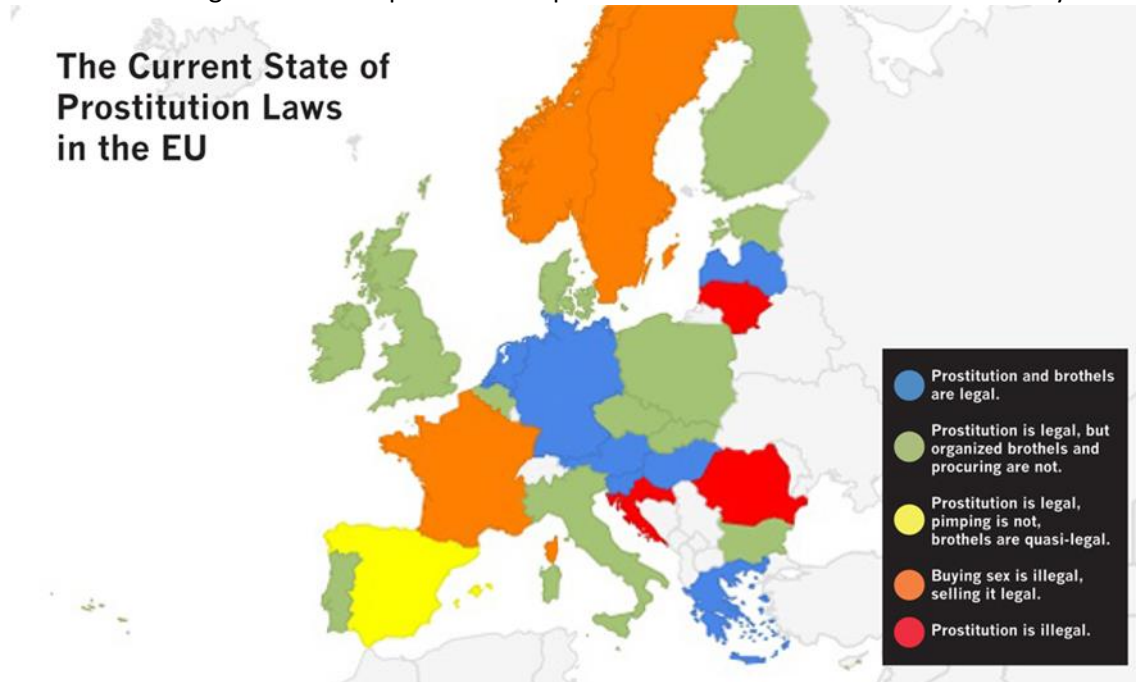 The Current State of
Prostitution Laws
in the EU
Prostitution and brothels
are legal.
Prostitution is legal, but
organized brothels and
procuring are not.
Prostitution is legal,
pimping is not,
brothels are quasi-legal.
Buying sex is illegal,
selling it legal.
Prostitution is illegal.